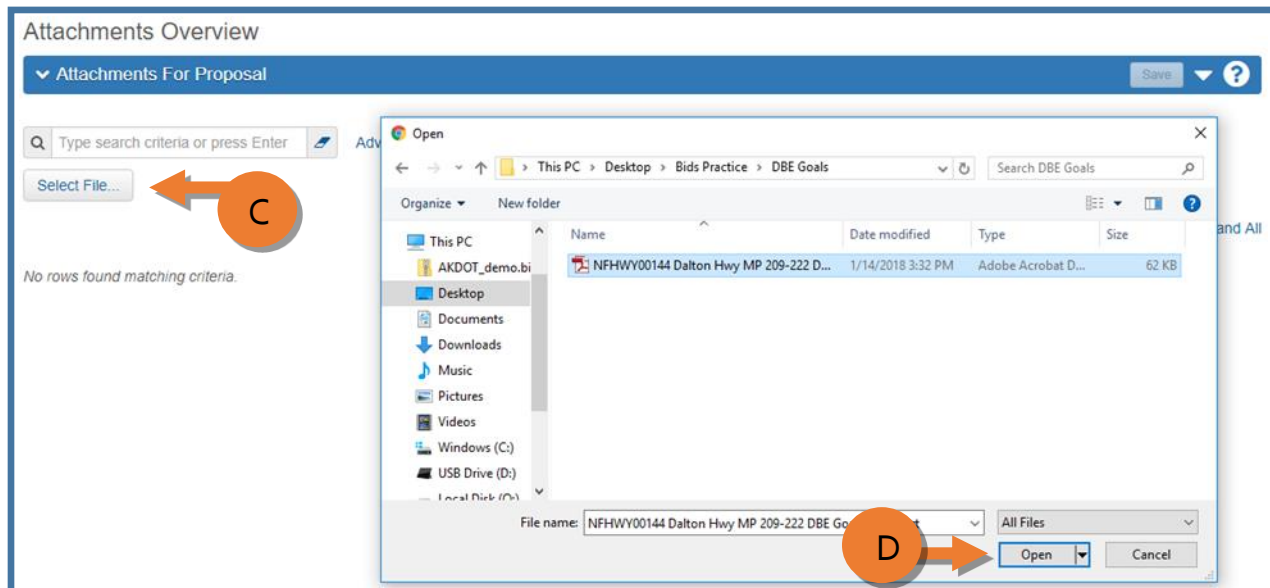 Attachments Overview
Attachments For Proposal
Save
?
Type search criteria or press Enter
Adv
Select File...
C
No rows found matching criteria.
and All
Open
This PC > Desktop > Bids Practice > DBE Goals
Search DBE Goals
Organize
New folder
?
Name
Date modified
Type
Size
This PC
AKDOT_demo.bi
Desktop
Documents
Downloads
Music
Pictures
Videos
Windows (C:)
USB Drive (D:)
NFHWY00144 Dalton Hwy MP 209-222 D...
1/14/2018 3:32 PM
Adobe Acrobat D...
62 KB
File name:
NFHWY00144 Dalton Hwy MP 209-222 DBE
All Files
D
Open
Cancel